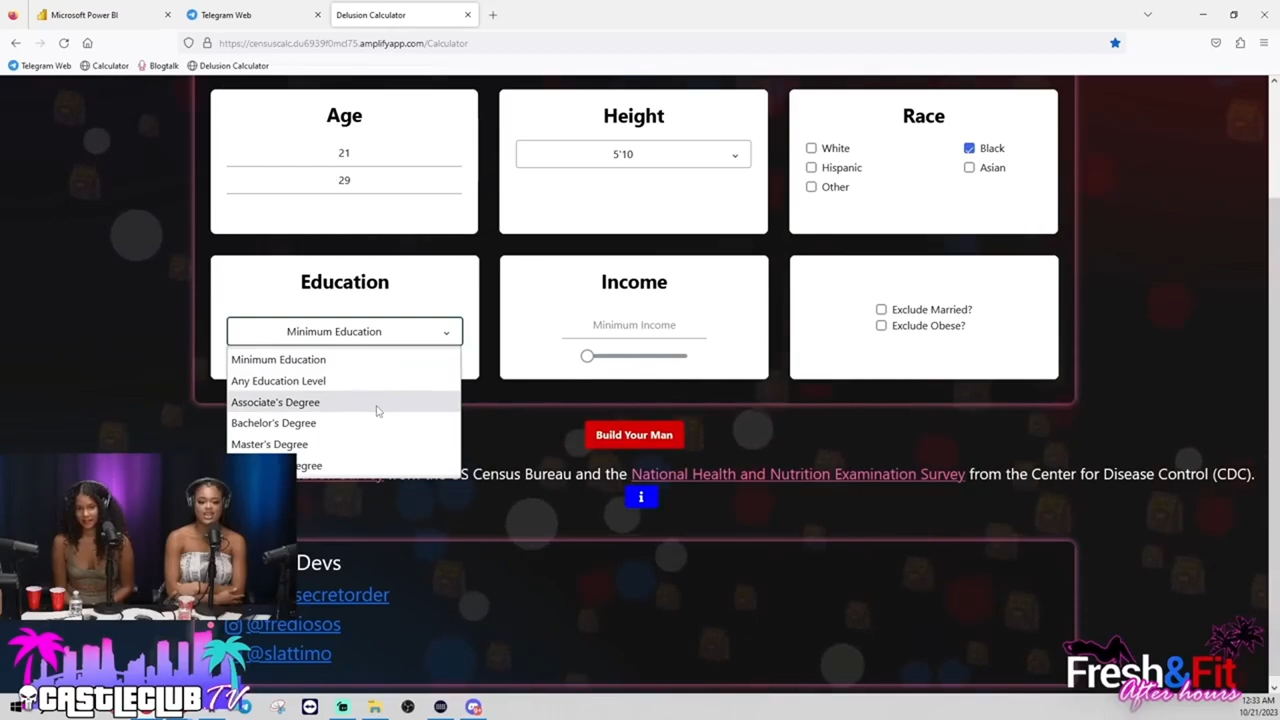 Microsoft Power BI
Telegram Web
Delusion Calculator
https://censuscalc.du6939f0mcl75.amplifyapp.com/Calculator
Telegram Web
Calculator
Blogtalk
Delusion Calculator
Age
21
29
Height
5'10
Race
White
Black
Hispanic
Asian
Other
Education
Minimum Education
Minimum Education
Any Education Level
Associate's Degree
Bachelor's Degree
Master's Degree
egree
Income
Minimum Income
Exclude Married?
Exclude Obese?
Build Your Man
S Census Bureau and the National Health and Nutrition Examination Survey from the Center for Disease Control (CDC).
i
Devs
secretorder
@frediosos
@slattimo
CASTLECLUB TV
Fresh&Fit
After hours
12:33 AM
10/21/2023